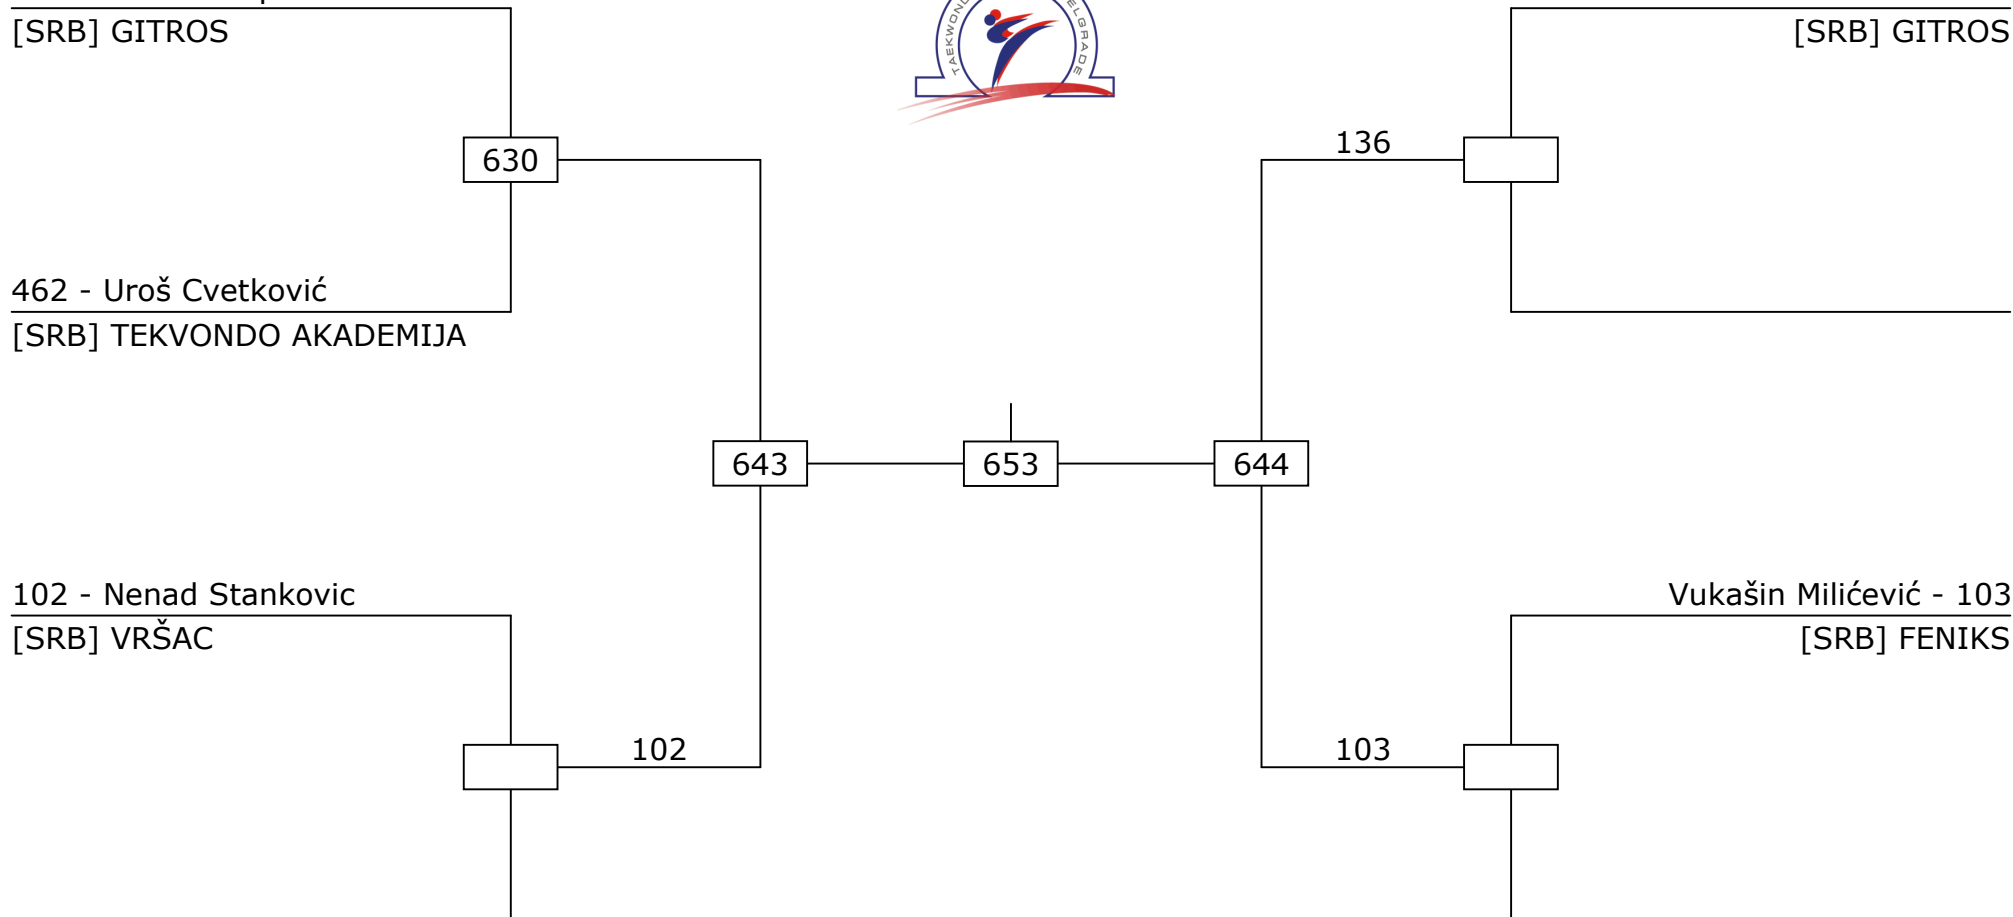 [SRB] GITROS
[SRB] GITROS
136
630
462 - Uroš Cvetković
[SRB] TEKVONDO AKADEMIJA
643
653
644
102 - Nenad Stankovic
Vukašin Milićević - 103
[SRB] VRŠAC
[SRB] FENIKS
102
103